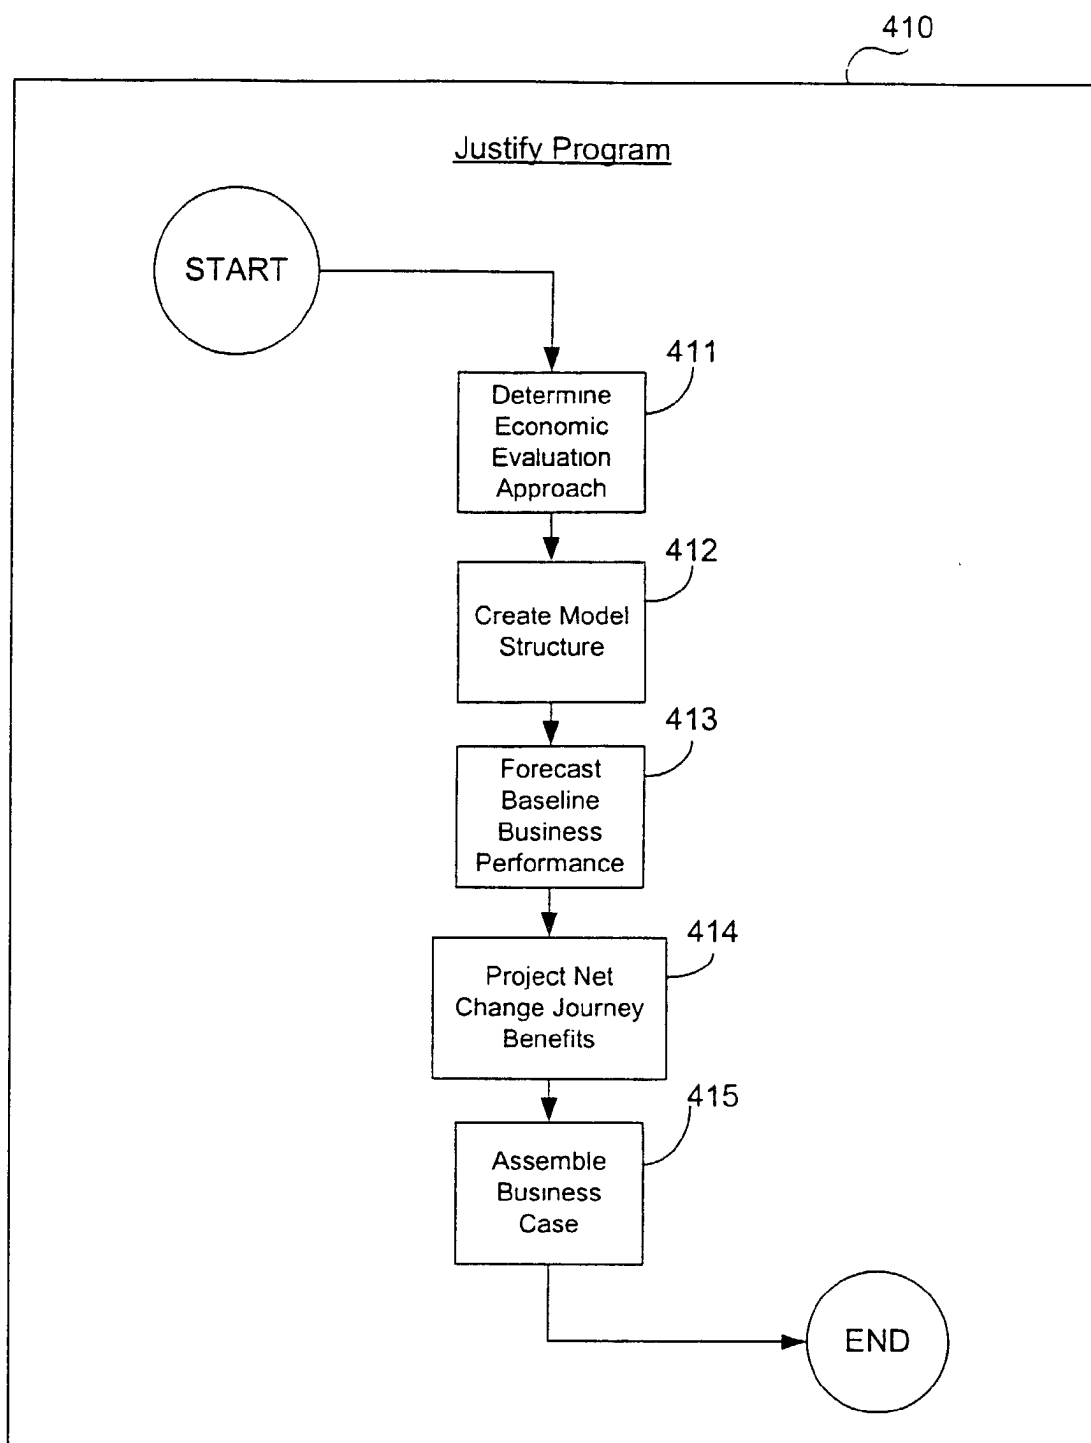 410
Justify Program
START
411
Determine
Economic
Evaluation
Approach
412
Create Model
Structure
413
Forecast
Baseline
Business
Performance
414
Project Net
Change Journey
Benefits
415
Assemble
Business
Case
END